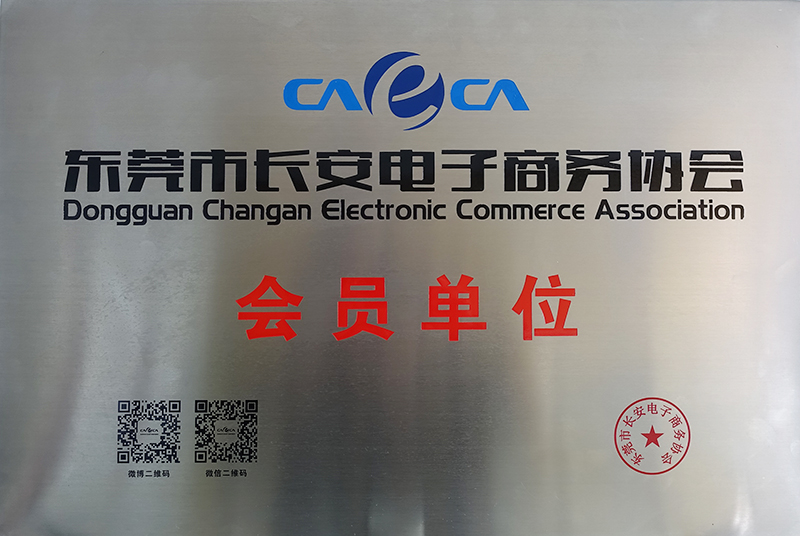 CAeCA
东莞市长安电子商务协会
Dongguan Changan Electronic Commerce Association
会员单位
微博二维码 微信二维码
东莞市长安电子商务协会